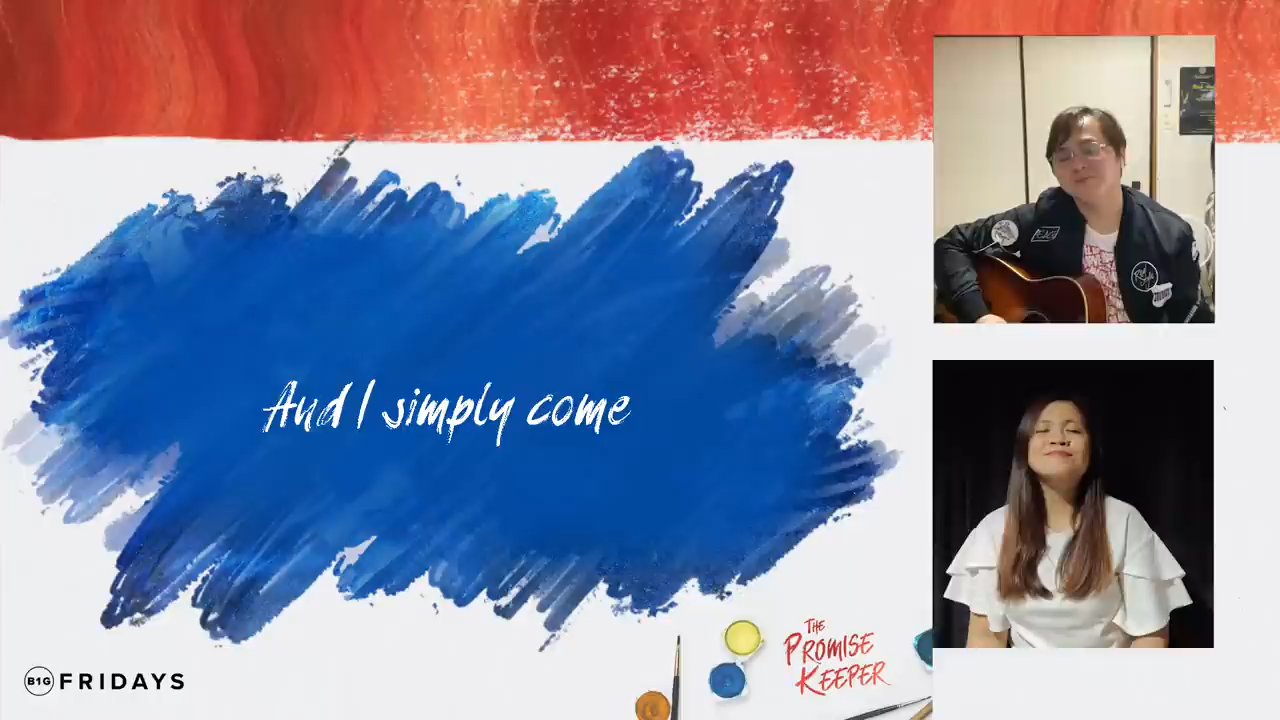 And I simply come
THE
PROMISE
KEEPER
B1G FRIDAYS